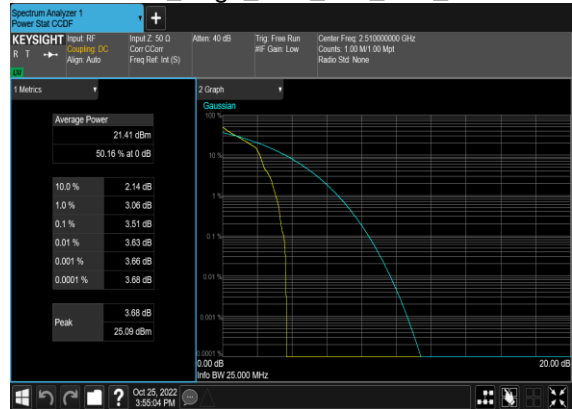 Spectrum Analyzer 1
Power Stat CCDF
+
KEYSIGHT
R T
Input: RF
Coupling: DC
Align: Auto
Input Z: 50 Ω
Corr CCorr
Freq Ref: Int (S)
Atten: 40 dB
Trig: Free Run
#IF Gain: Low
Center Freq: 2.510000000 GHz
Counts: 1.00 M/1.00 Mpt
Radio Std: None
1 Metrics
Average Power
21.41 dBm
50.16 % at 0 dB
10.0 % 2.14 dB
1.0 % 3.06 dB
0.1 % 3.51 dB
0.01 % 3.63 dB
0.001 % 3.66 dB
0.0001 % 3.68 dB
Peak
3.68 dB
25.09 dBm
2 Graph
Gaussian
100 %
10 %
1 %
0.1 %
0.01 %
0.001 %
0.0001 %
0.00 dB
20.00 dB
Info BW 25.000 MHz
?
Oct 25, 2022
3:55:04 PM